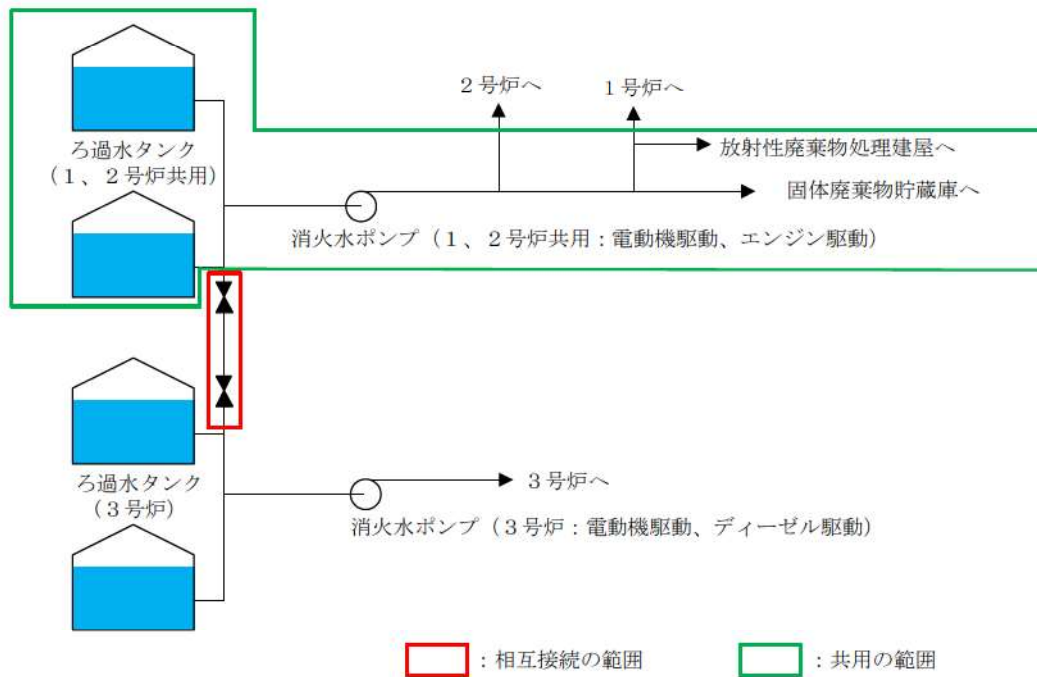 ２号炉へ
１号炉へ
ろ過水タンク
（１、２号炉共用）
放射性廃棄物処理建屋へ
固体廃棄物貯蔵庫へ
消火水ポンプ（１、２号炉共用：電動機駆動、エンジン駆動）
ろ過水タンク
（３号炉）
３号炉へ
消火水ポンプ（３号炉：電動機駆動、ディーゼル駆動）
：相互接続の範囲
：共用の範囲